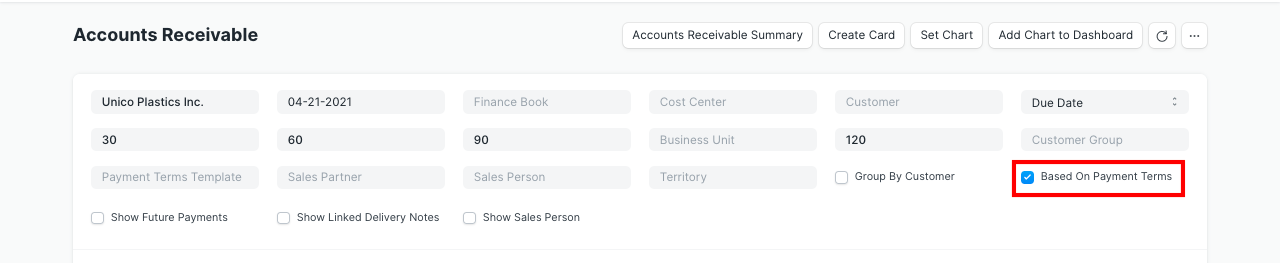 Accounts Receivable
Accounts Receivable Summary Create Card Set Chart Add Chart to Dashboard ...
Unico Plastics Inc. 04-21-2021 Finance Book Cost Center Customer Due Date
30 60 90 Business Unit 120 Customer Group
Payment Terms Template Sales Partner Sales Person Territory Group By Customer Based On Payment Terms
Show Future Payments Show Linked Delivery Notes Show Sales Person